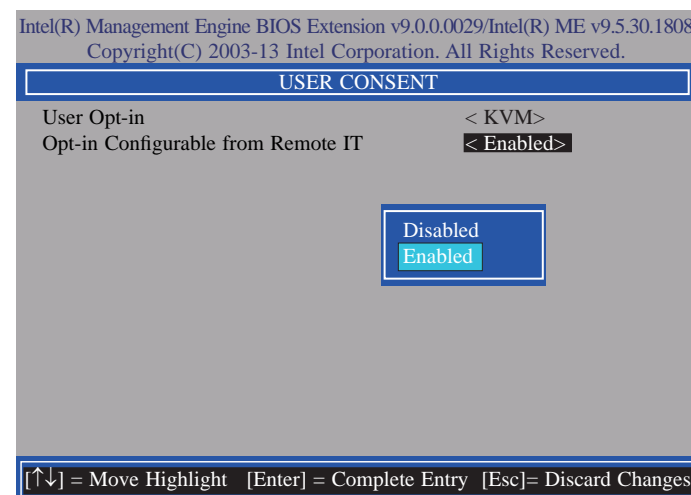 Intel(R) Management Engine BIOS Extension v9.0.0.0029/Intel(R) ME v9.5.30.1808
Copyright(C) 2003-13 Intel Corporation. All Rights Reserved.
USER CONSENT
User Opt-in < KVM>
Opt-in Configurable from Remote IT < Enabled>
Disabled
Enabled
[↑↓] = Move Highlight [Enter] = Complete Entry [Esc]= Discard Changes